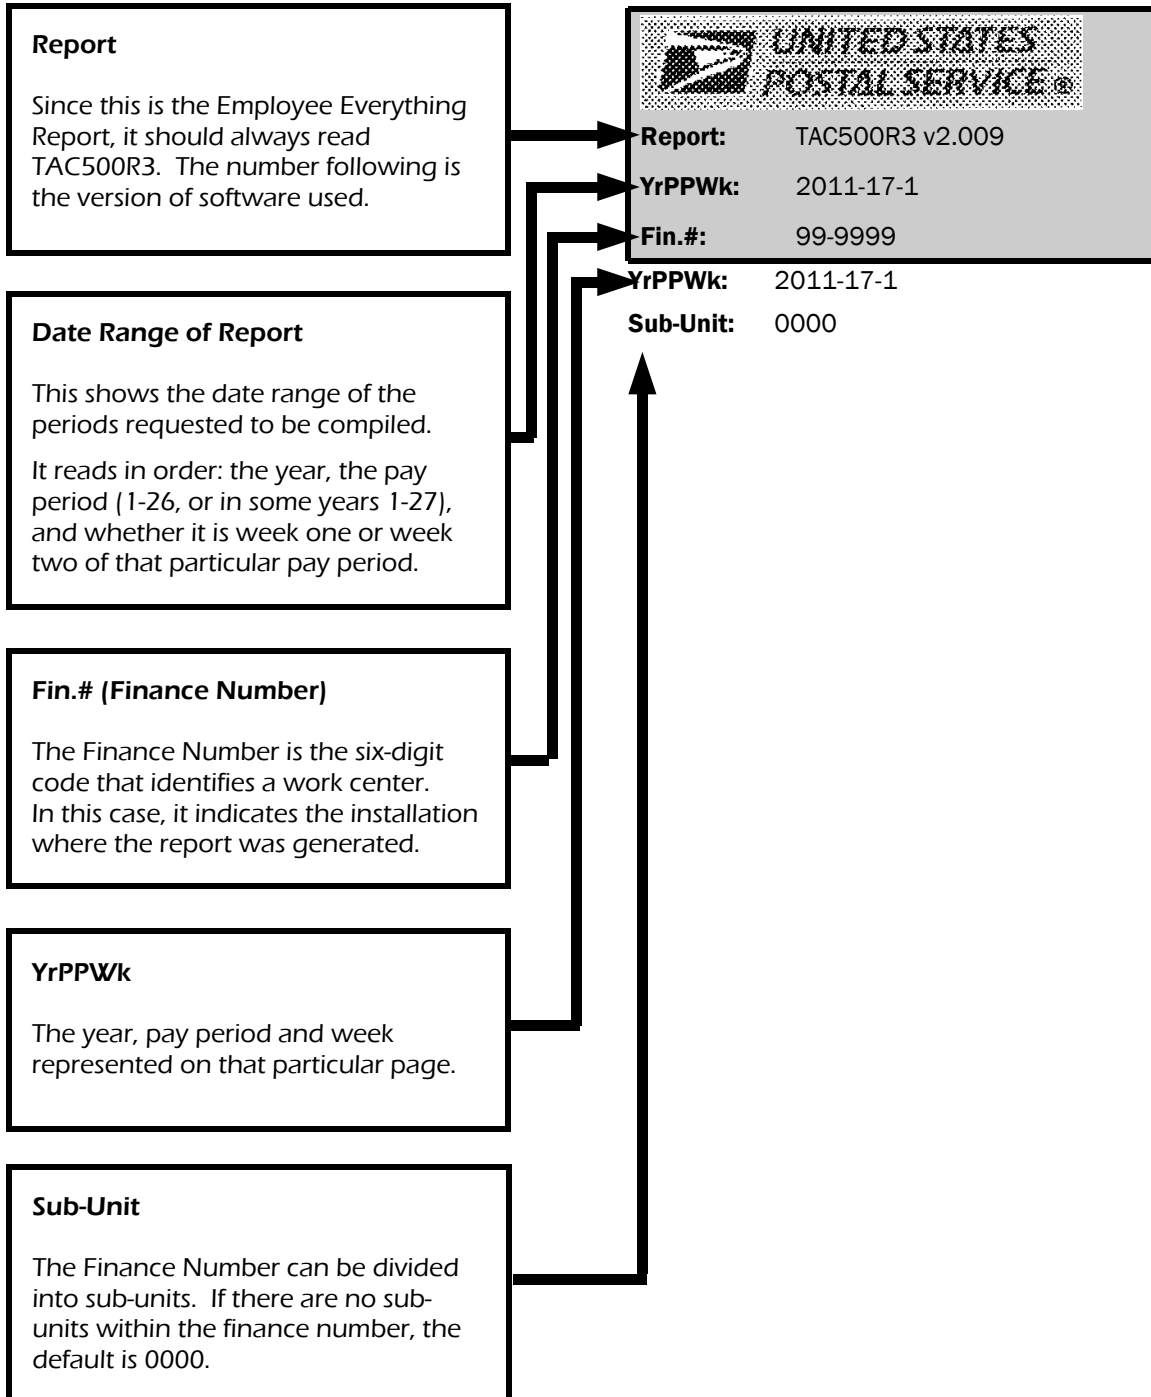 Report
Since this is the Employee Everything
Report, it should always read
TAC500R3.  The number following is
the version of software used.
Date Range of Report
This shows the date range of the
periods requested to be compiled.
It reads in order: the year, the pay
period (1-26, or in some years 1-27),
and whether it is week one or week
two of that particular pay period.
Fin.# (Finance Number)
The Finance Number is the six-digit
code that identifies a work center.
In this case, it indicates the installation
where the report was generated.
YrPPWk
The year, pay period and week
represented on that particular page.
Sub-Unit
The Finance Number can be divided
into sub-units.  If there are no sub-
units within the finance number, the
default is 0000.
UNITED STATES
POSTAL SERVICE ®
Report: TAC500R3 v2.009
YrPPWk: 2011-17-1
Fin.#: 99-9999
YrPPWk: 2011-17-1
Sub-Unit: 0000